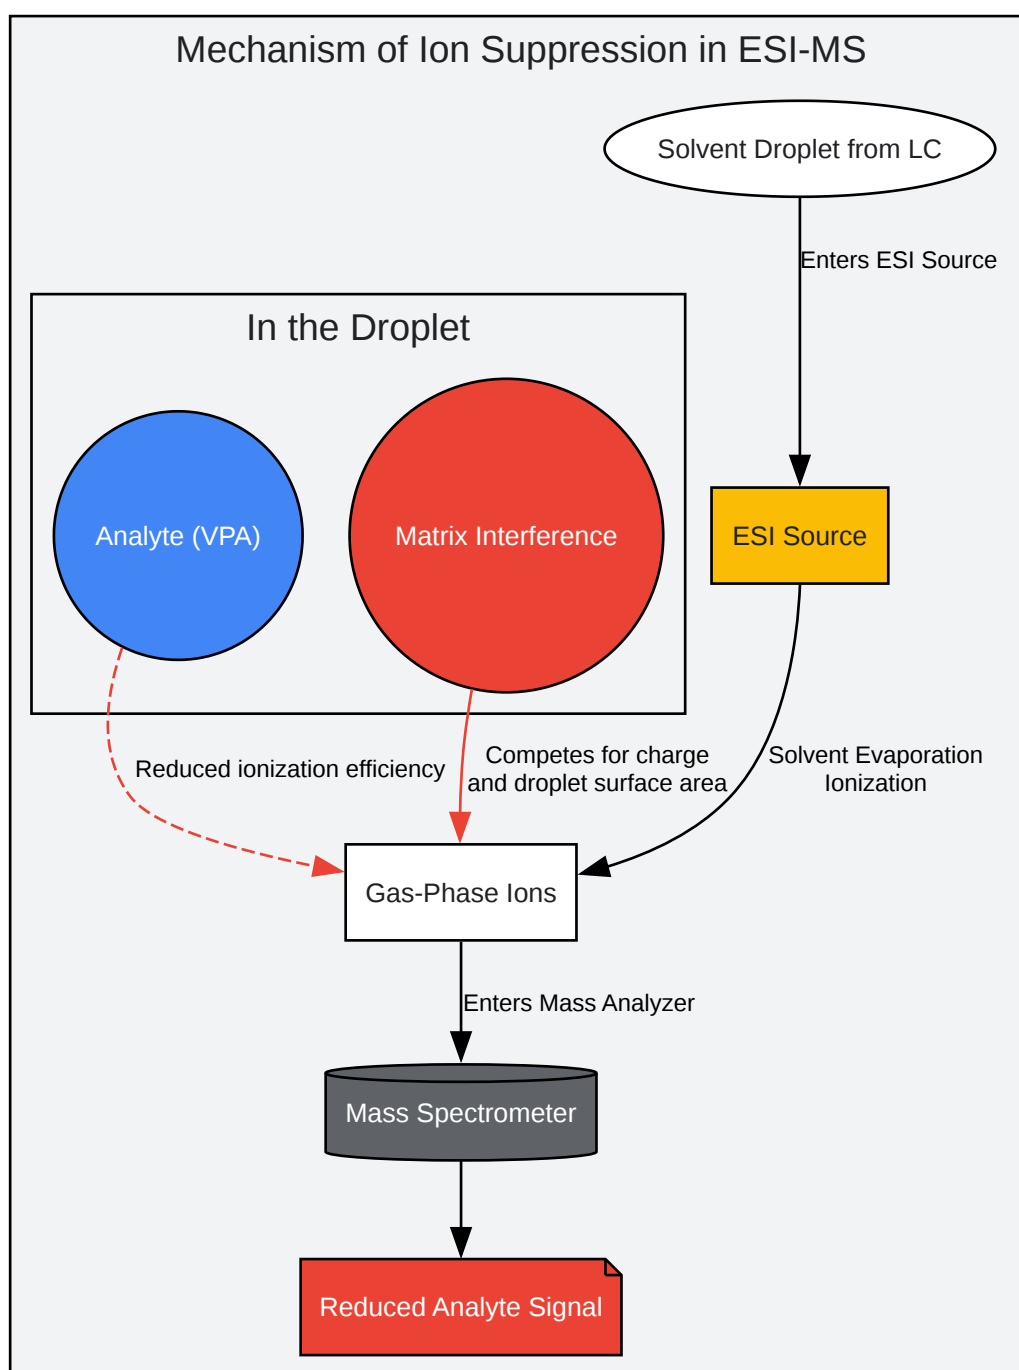 Mechanism of Ion Suppression in ESI-MS
Solvent Droplet from LC
Enters ESI Source
In the Droplet
Analyte (VPA)
Matrix Interference
ESI Source
Reduced ionization efficiency
Competes for charge
and droplet surface area
Solvent Evaporation
Ionization
Gas-Phase Ions
Enters Mass Analyzer
Mass Spectrometer
Reduced Analyte Signal